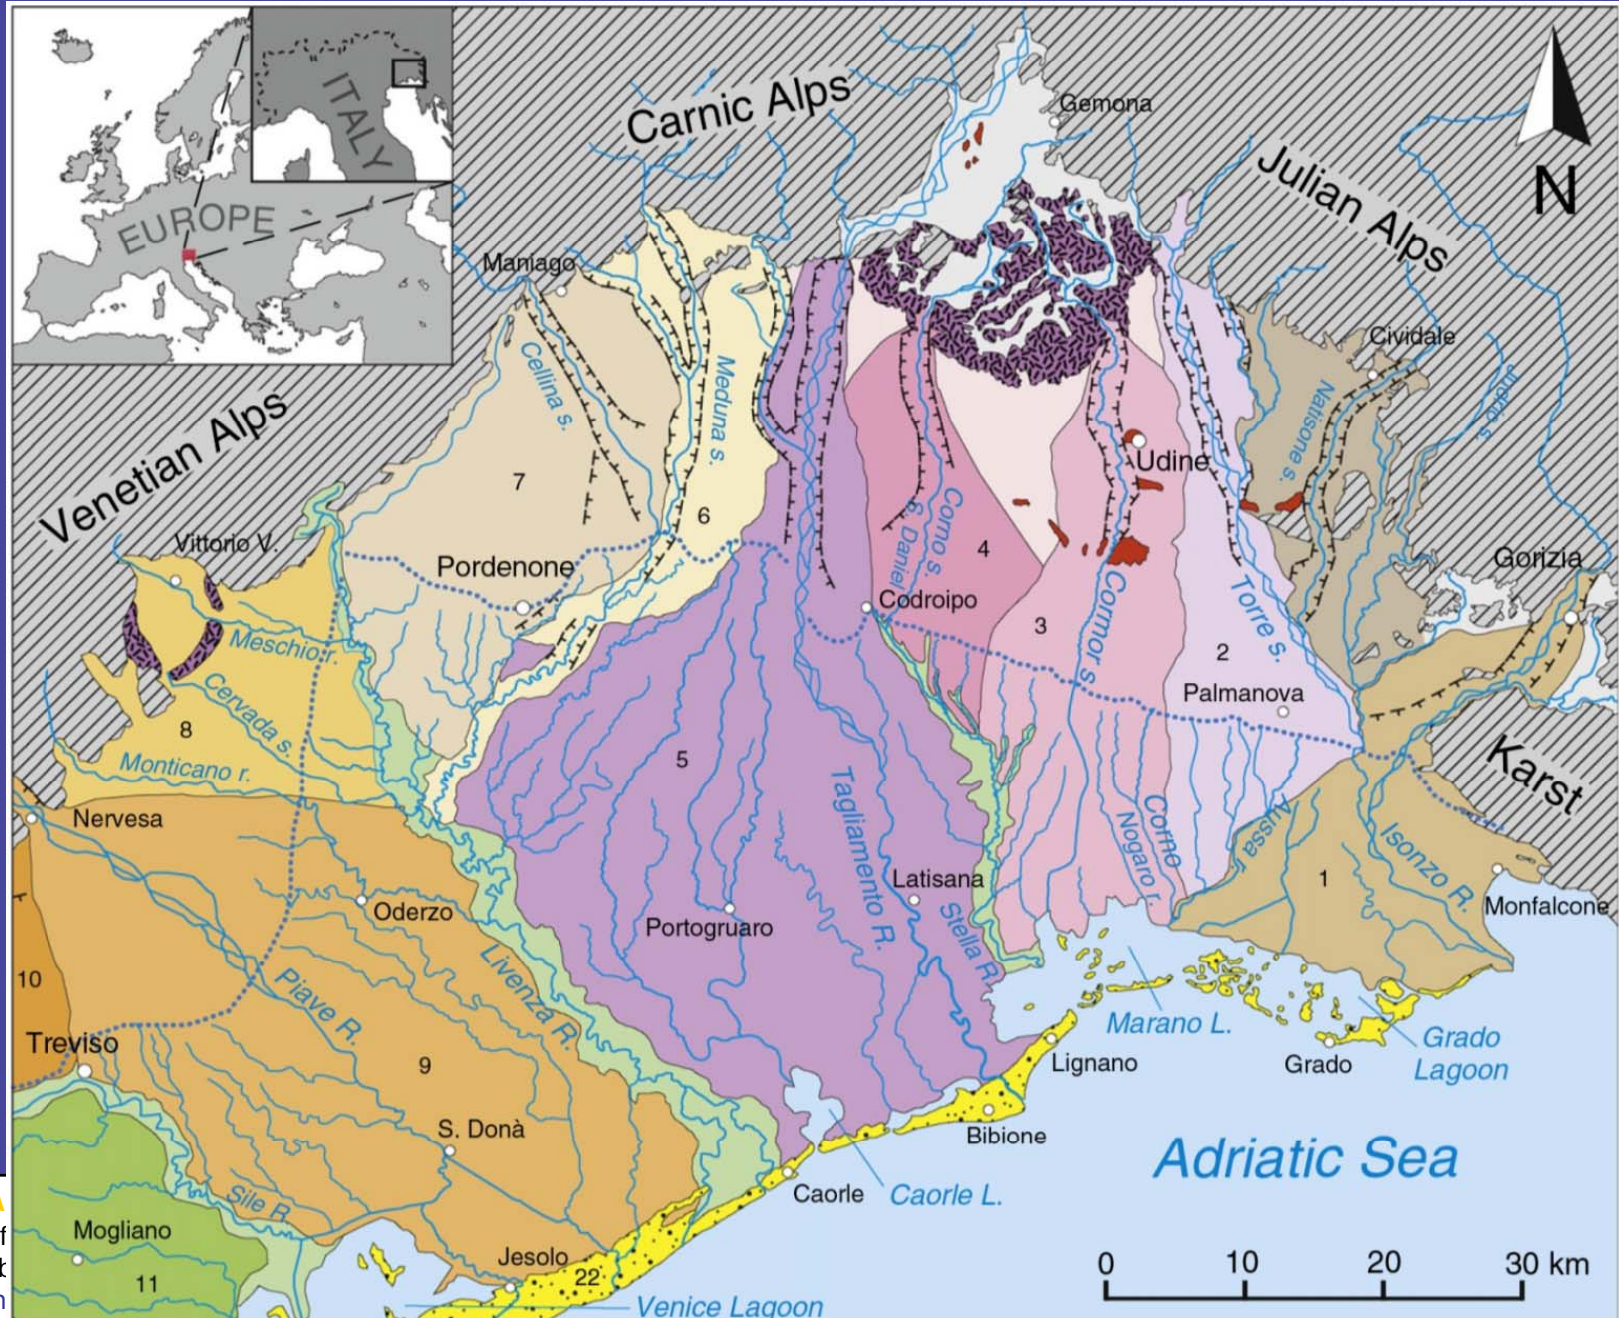 ITALY
EUROPE
Carnic Alps
Gemona
Julian Alps
N
Maniago
Cividale
Cellina s.
Meduna s.
Natisone s.
Venetian Alps
7
Udine
6
Vittorio V.
Pordenone
4
Corno s.
S. Daniele
Gorizia
Codroipo
Cormor s.
Torre s.
3
2
Meschio r.
Palmanova
Cervada s.
8
5
Monticano r.
Karst
Nervesa
Tagliamento R.
Corno
Nogaro r.
Aussa r.
Isonzo R.
1
Latisana
Oderzo
Portogruaro
Stella R.
Monfalcone
10
Piave R.
Livenza R.
Marano L.
Grado
Lagoon
Treviso
Lignano
Grado
9
S. Donà
Bibione
Adriatic Sea
Caorle
Caorle L.
Sile R.
Mogliano
Jesolo
11
22
0 10 20 30 km
Venice Lagoon